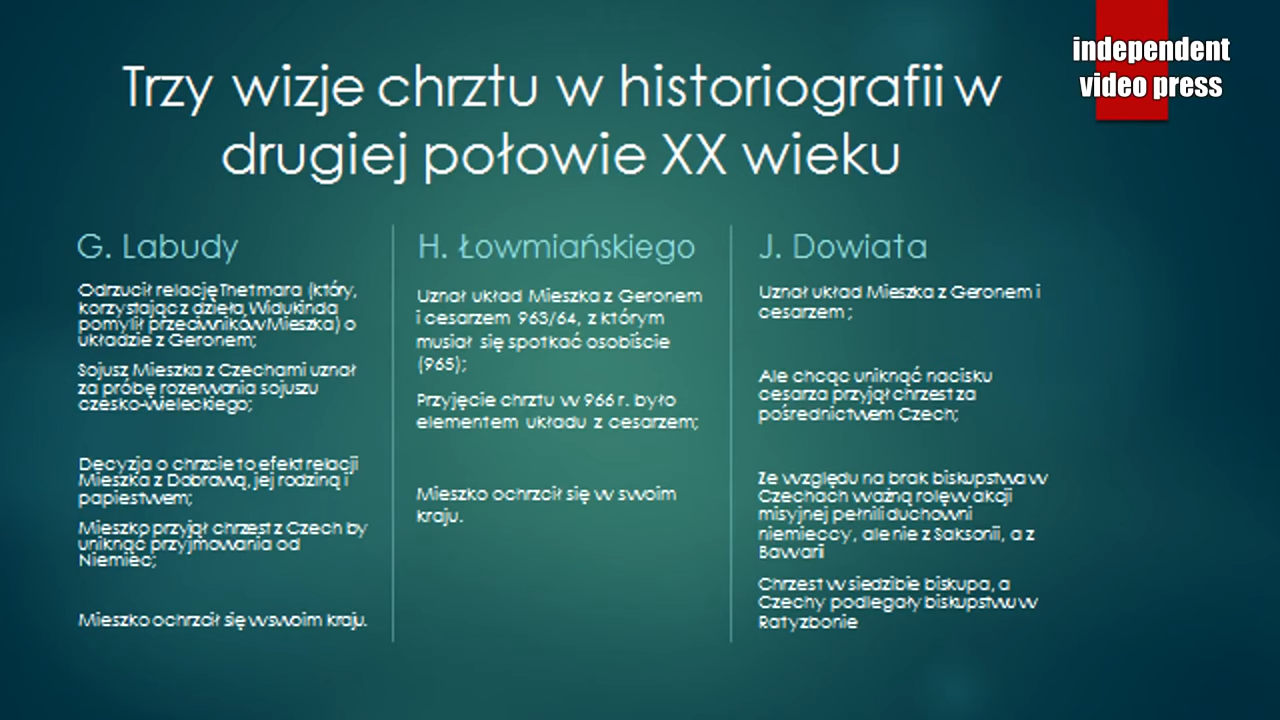 Trzy wizje chrztu w historiografii w
drugiej połowie XX wieku
independent
video press
G. Labudy
Odrzucił relację Thetmara (który,
korzystając z dzieła Widukinda
pomylił przeciwników Mieszka) o
układzie z Geronem;
Sojusz Mieszka z Czechami uznał
za próbę rozerwania sojuszu
czesko-wieleckiego;
Decyzja o chrzcie to efekt relacji
Mieszka z Dobrawą, jej rodziną i
papiestwem;
Mieszko przyjął chrzest z Czech by
uniknąć przyjmowania od
Niemiec;
Mieszko ochrzcił się w swoim kraju.
H. Łowmiańskiego
Uznał układ Mieszka z Geronem
i cesarzem 963/64, z którym
musiał się spotkać osobiście
(965);
Przyjęcie chrztu w 966 r. było
elementem układu z cesarzem;
Mieszko ochrzcił się w swoim
kraju.
J. Dowiata
Uznał układ Mieszka z Geronem i
cesarzem ;
Ale chcąc uniknąć nacisku
cesarza przyjął chrzest za
pośrednictwem Czech;
Ze względu na brak biskupstwa w
Czechach ważną rolę w akcji
misyjnej pełnili duchowni
niemieccy, ale nie z Saksonii, a z
Bawarii
Chrzest w siedzibie biskupa, a
Czechy podlegały biskupstwu w
Ratyzbonie